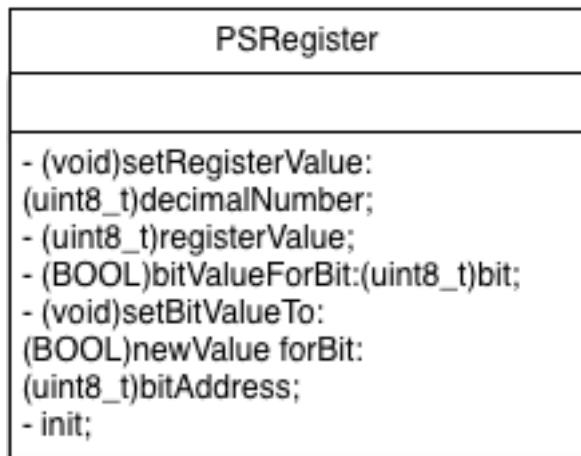 PSRegister
- (void)setRegisterValue:
(uint8_t)decimalNumber;
- (uint8_t)registerValue;
- (BOOL)bitValueForBit:(uint8_t)bit;
- (void)setBitValueTo:
(BOOL)newValue forBit:
(uint8_t)bitAddress;
- init;